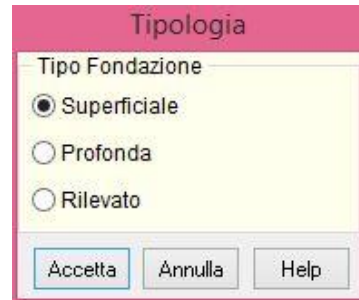 Tipologia
Tipo Fondazione
Superficiale
Profonda
Rilevato
Accetta Annulla Help